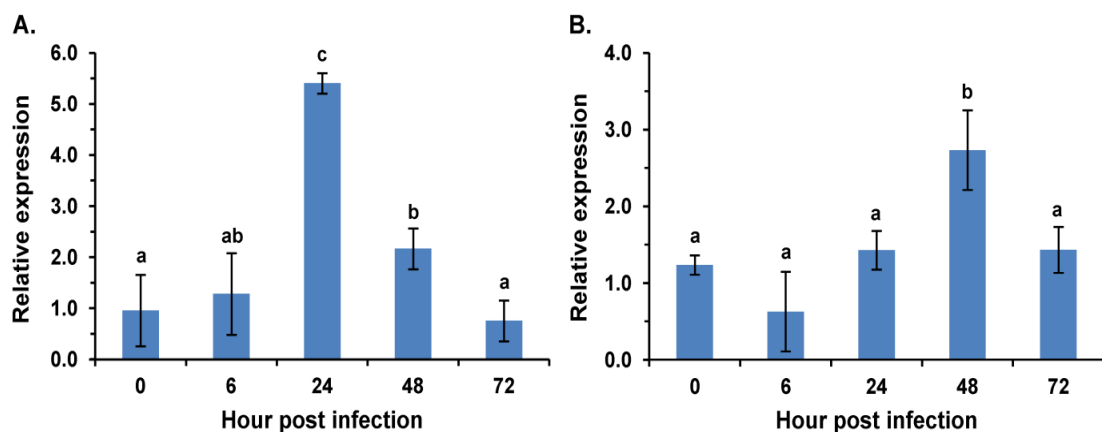 A.
Relative expression
6.0
5.0
4.0
3.0
2.0
1.0
0.0
a
ab
c
b
a
0 6 24 48 72
Hour post infection
B.
Relative expression
4.0
3.0
2.0
1.0
0.0
a
a
a
b
a
0 6 24 48 72
Hour post infection